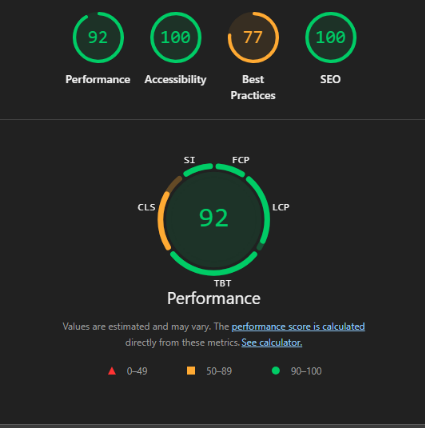 92
100
77
100
Performance
Accessibility
Best
Practices
SEO
SI
FCP
CLS
LCP
92
TBT
Performance
Values are estimated and may vary. The performance score is calculated
directly from these metrics. See calculator.
0–49
50–89
90–100